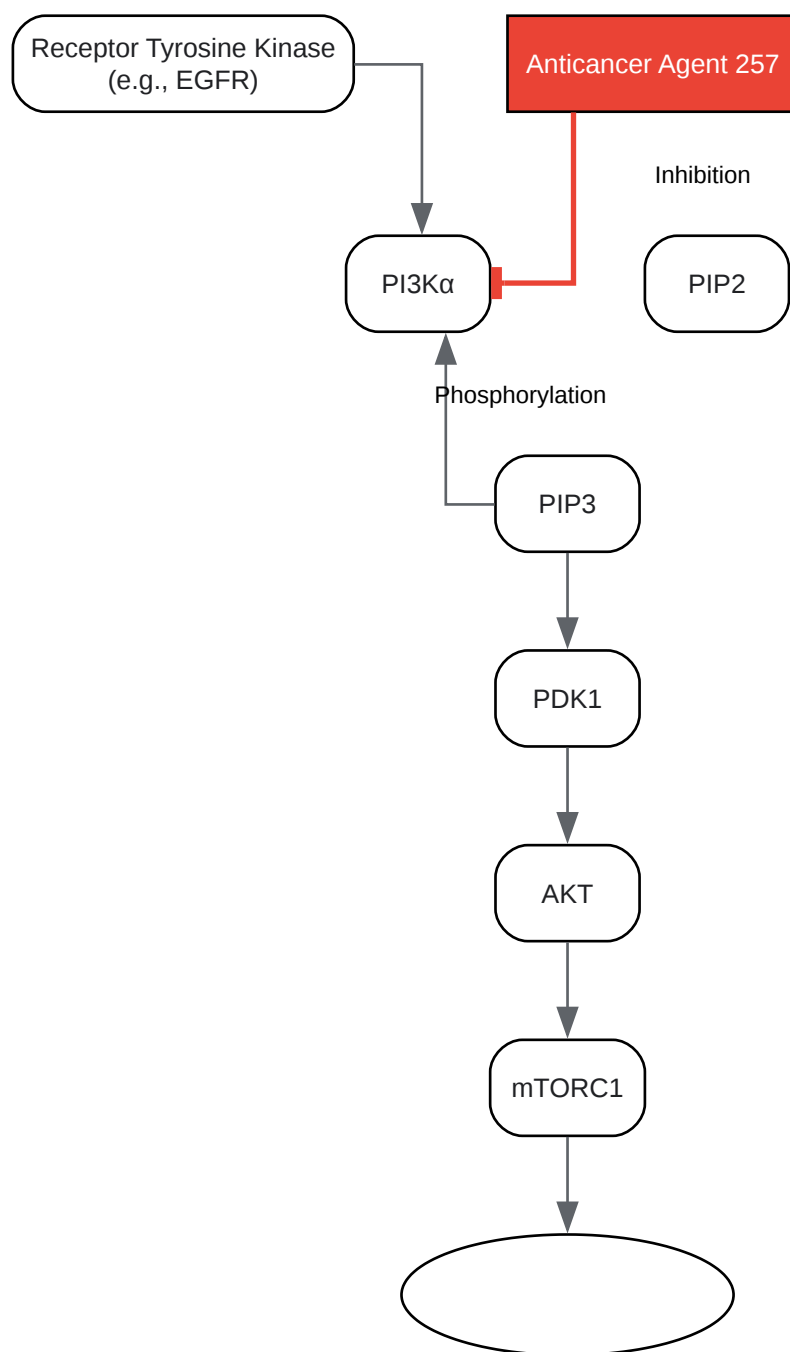 Receptor Tyrosine Kinase
(e.g., EGFR)
Anticancer Agent 257
Inhibition
PI3Kα
PIP2
Phosphorylation
PIP3
PDK1
AKT
mTORC1